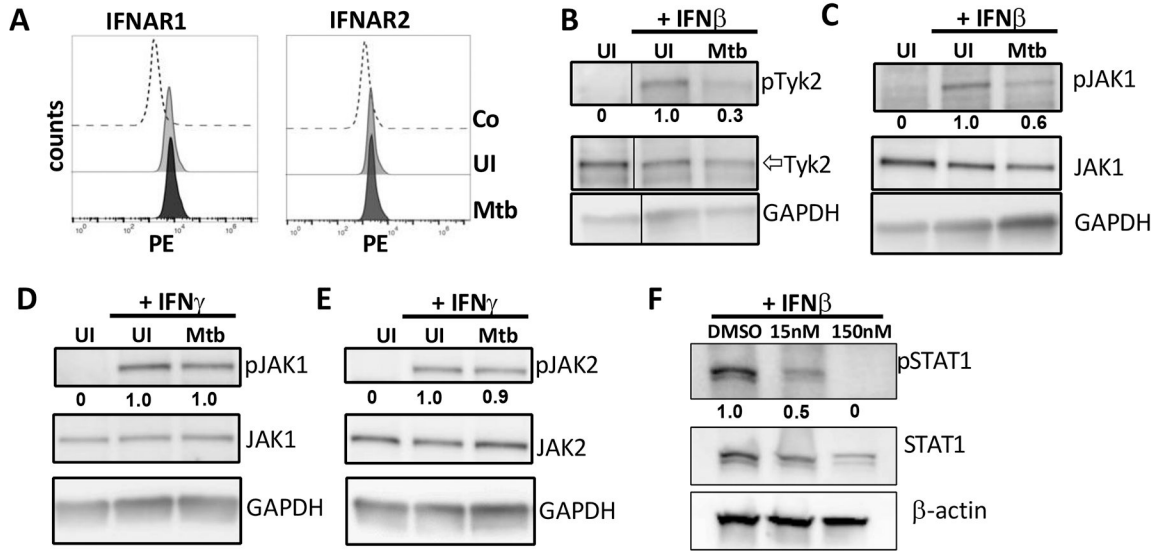 A
IFNAR1
IFNAR2
counts
Co
UI
Mtb
PE
PE
B
+ IFNβ
UI
UI
Mtb
pTyk2
0
1.0
0.3
⇦Tyk2
GAPDH
C
+ IFNβ
UI
UI
Mtb
pJAK1
0
1.0
0.6
JAK1
GAPDH
D
+ IFNγ
UI
UI
Mtb
pJAK1
0
1.0
1.0
JAK1
GAPDH
E
+ IFNγ
UI
UI
Mtb
pJAK2
0
1.0
0.9
JAK2
GAPDH
F
+ IFNβ
DMSO 15nM 150nM
pSTAT1
1.0
0.5
0
STAT1
β-actin